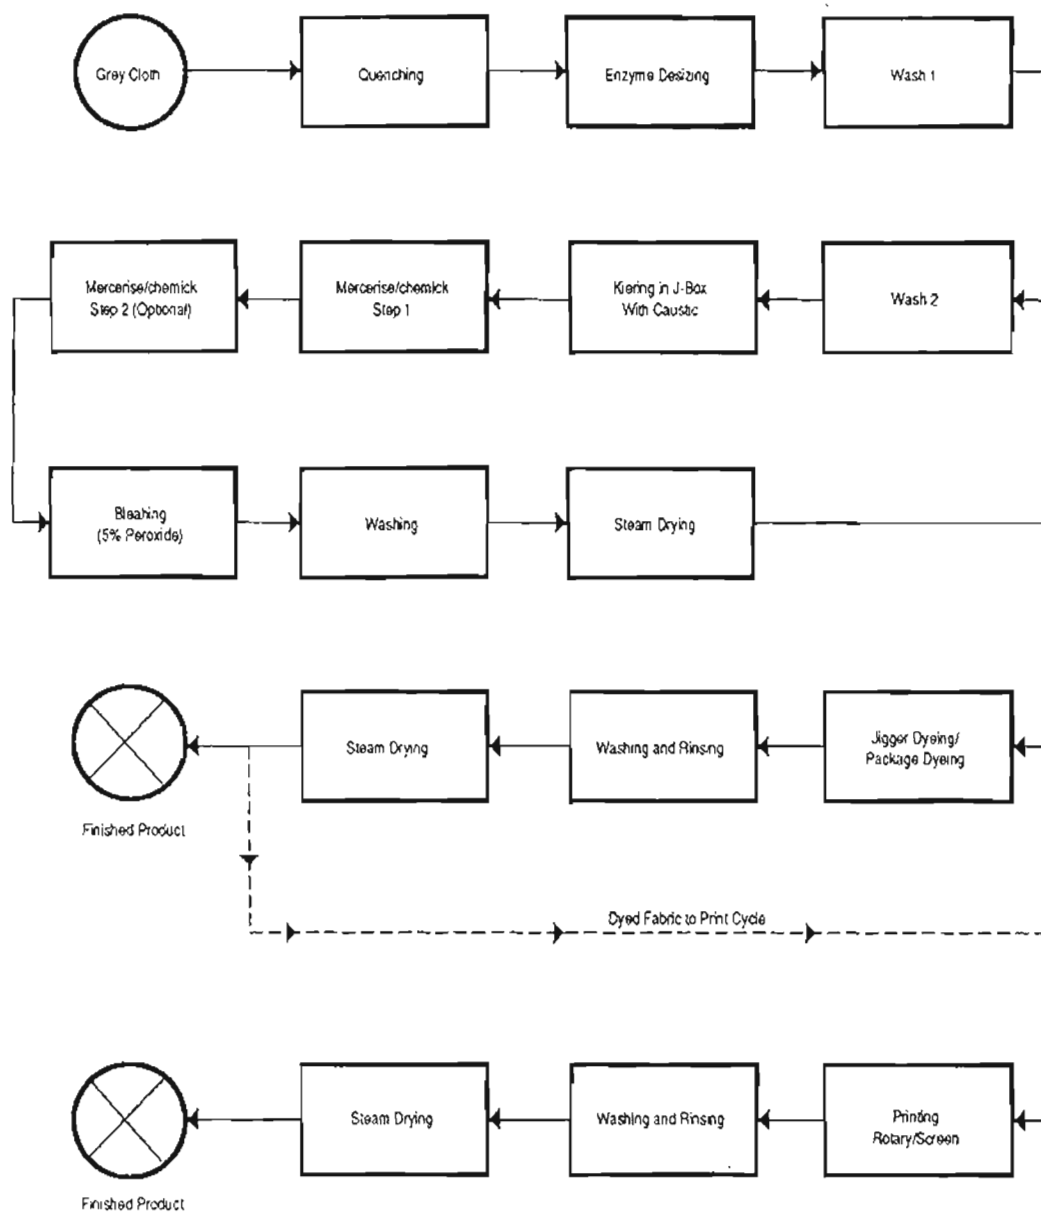 Grey Cloth
Quenching
Enzyme Desizing
Wash 1
Mercerise/chemick
Step 2 (Optional)
Mercerise/chemick
Step 1
Kiering in J-Box
With Caustic
Wash 2
Bleahing
(5% Peroxide)
Washing
Steam Drying
Steam Drying
Washing and Rinsing
Jigger Dyeing/
Package Dyeing
Finished Product
Dyed Fabric to Print Cycle
Steam Drying
Washing and Rinsing
Printing
Rotary/Screen
Finished Product